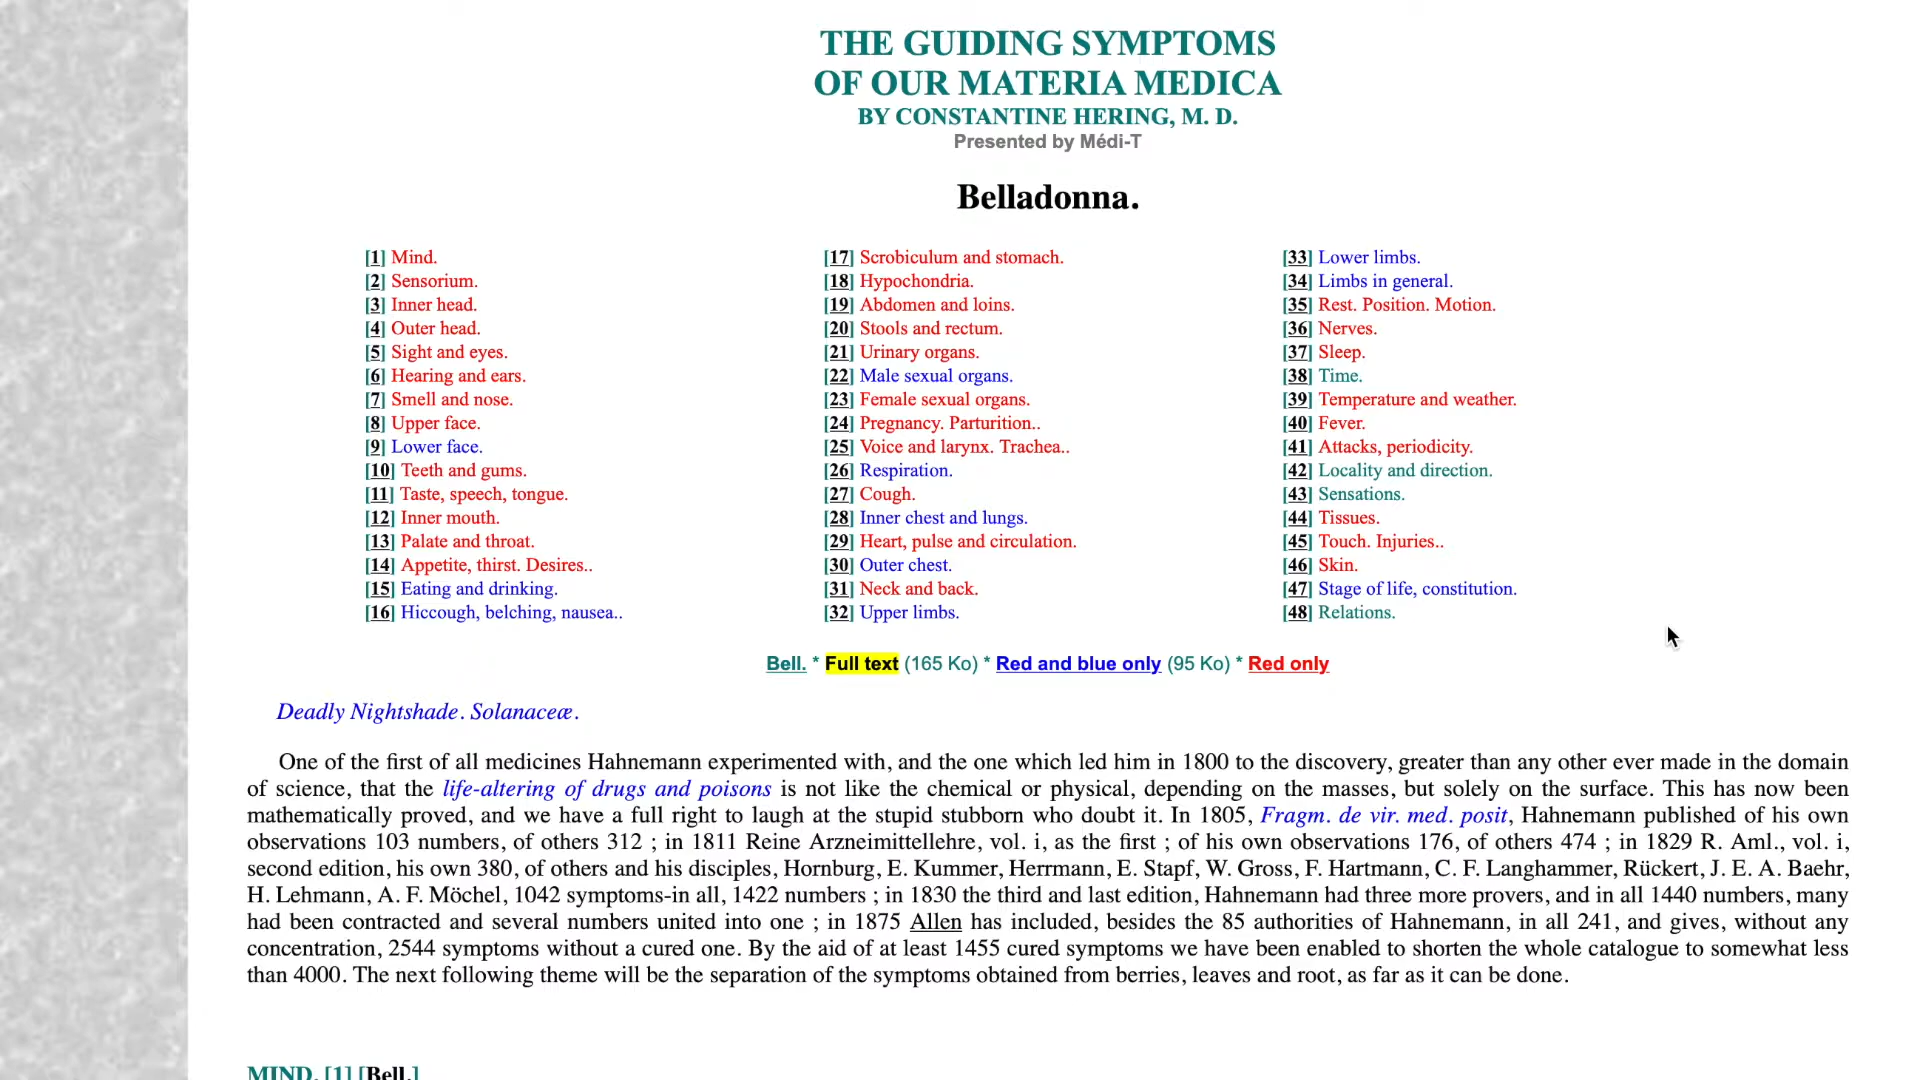 THE GUIDING SYMPTOMS
OF OUR MATERIA MEDICA
BY CONSTANTINE HERING, M. D.
Presented by Médi-T
Belladonna.
[1] Mind.
[2] Sensorium.
[3] Inner head.
[4] Outer head.
[5] Sight and eyes.
[6] Hearing and ears.
[7] Smell and nose.
[8] Upper face.
[9] Lower face.
[10] Teeth and gums.
[11] Taste, speech, tongue.
[12] Inner mouth.
[13] Palate and throat.
[14] Appetite, thirst. Desires..
[15] Eating and drinking.
[16] Hiccough, belching, nausea..
[17] Scrobiculum and stomach.
[18] Hypochondria.
[19] Abdomen and loins.
[20] Stools and rectum.
[21] Urinary organs.
[22] Male sexual organs.
[23] Female sexual organs.
[24] Pregnancy. Parturition..
[25] Voice and larynx. Trachea..
[26] Respiration.
[27] Cough.
[28] Inner chest and lungs.
[29] Heart, pulse and circulation.
[30] Outer chest.
[31] Neck and back.
[32] Upper limbs.
[33] Lower limbs.
[34] Limbs in general.
[35] Rest. Position. Motion.
[36] Nerves.
[37] Sleep.
[38] Time.
[39] Temperature and weather.
[40] Fever.
[41] Attacks, periodicity.
[42] Locality and direction.
[43] Sensations.
[44] Tissues.
[45] Touch. Injuries..
[46] Skin.
[47] Stage of life, constitution.
[48] Relations.
Bell. * Full text (165 Ko) * Red and blue only (95 Ko) * Red only
Deadly Nightshade. Solanaceæ.
One of the first of all medicines Hahnemann experimented with, and the one which led him in 1800 to the discovery, greater than any other ever made in the domain
of science, that the life-altering of drugs and poisons is not like the chemical or physical, depending on the masses, but solely on the surface. This has now been
mathematically proved, and we have a full right to laugh at the stupid stubborn who doubt it. In 1805, Fragm. de vir. med. posit, Hahnemann published of his own
observations 103 numbers, of others 312 ; in 1811 Reine Arzneimittellehre, vol. i, as the first ; of his own observations 176, of others 474 ; in 1829 R. Aml., vol. i,
second edition, his own 380, of others and his disciples, Hornburg, E. Kummer, Herrmann, E. Stapf, W. Gross, F. Hartmann, C. F. Langhammer, Rückert, J. E. A. Baehr,
H. Lehmann, A. F. Möchel, 1042 symptoms-in all, 1422 numbers ; in 1830 the third and last edition, Hahnemann had three more provers, and in all 1440 numbers, many
had been contracted and several numbers united into one ; in 1875 Allen has included, besides the 85 authorities of Hahnemann, in all 241, and gives, without any
concentration, 2544 symptoms without a cured one. By the aid of at least 1455 cured symptoms we have been enabled to shorten the whole catalogue to somewhat less
than 4000. The next following theme will be the separation of the symptoms obtained from berries, leaves and root, as far as it can be done.
MIND. [1] [Bell.]